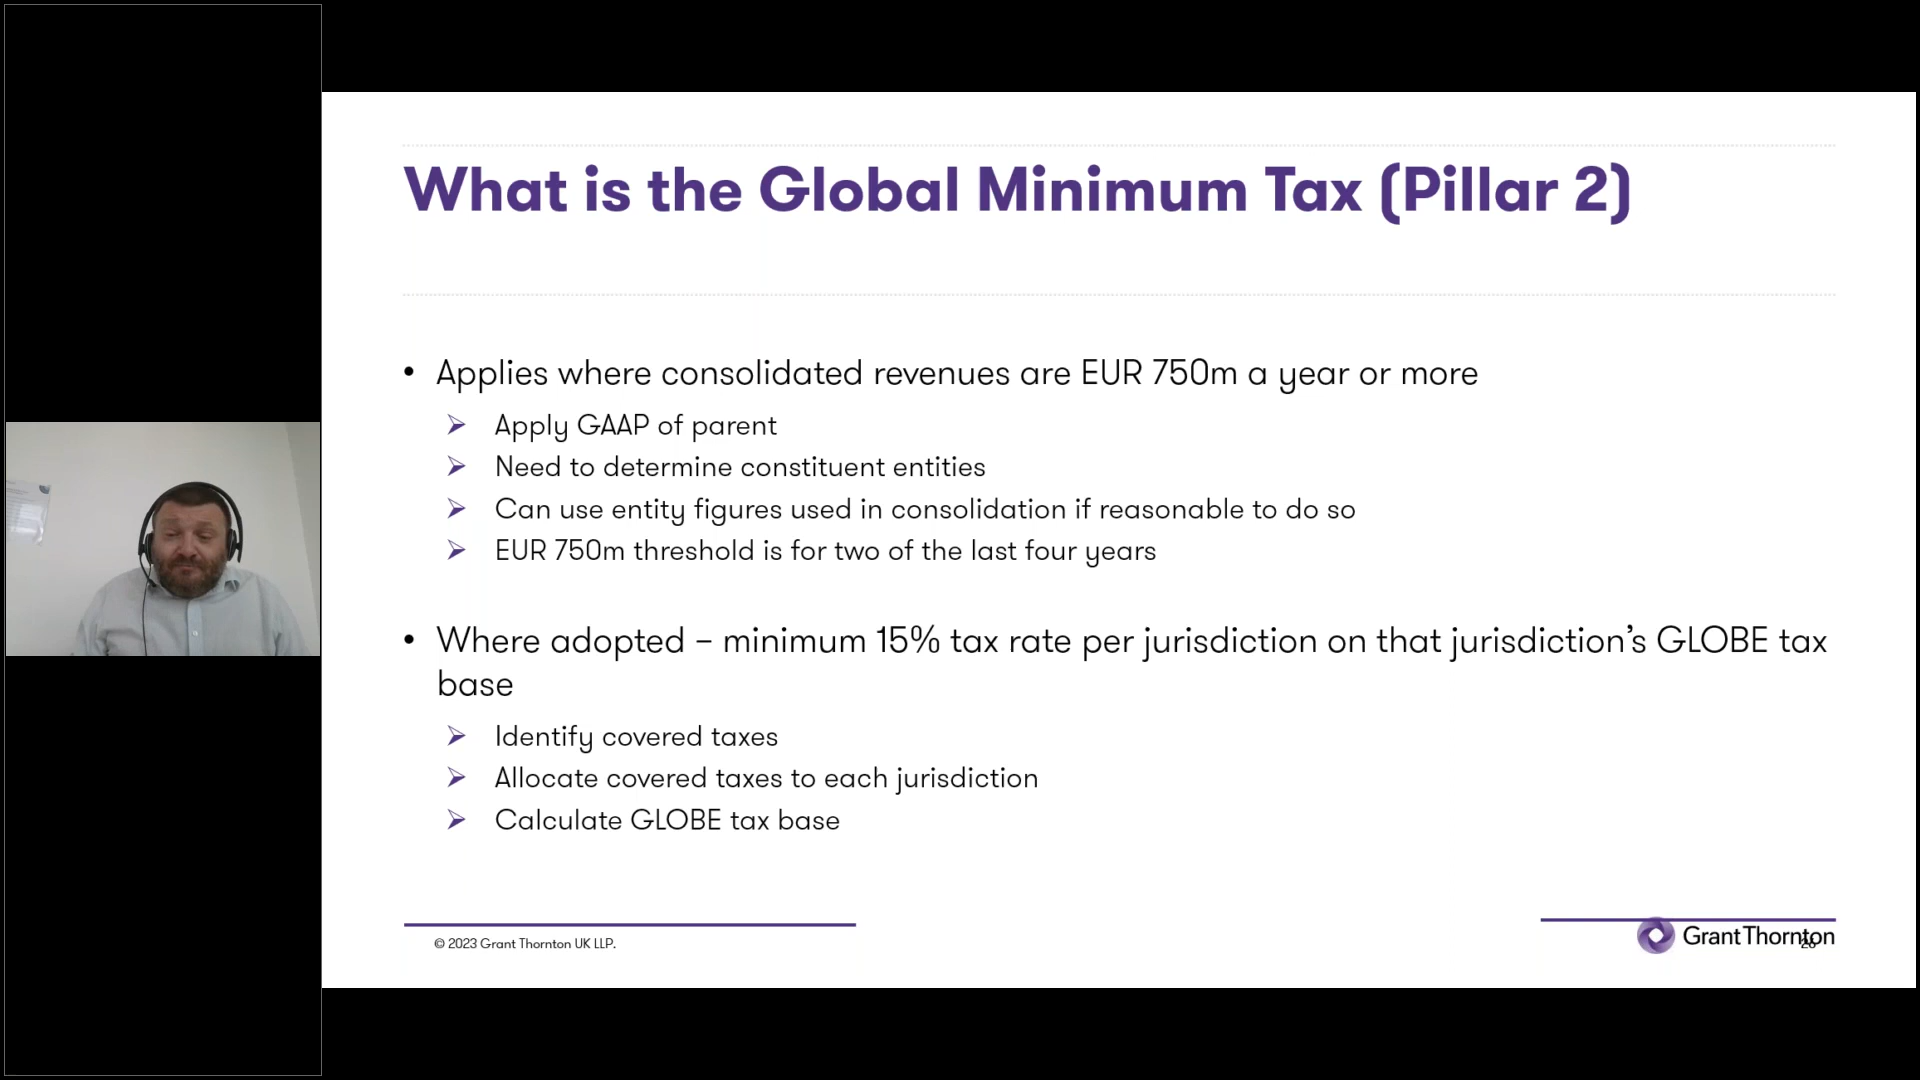 What is the Global Minimum Tax (Pillar 2)
• Applies where consolidated revenues are EUR 750m a year or more
➢ Apply GAAP of parent
➢ Need to determine constituent entities
➢ Can use entity figures used in consolidation if reasonable to do so
➢ EUR 750m threshold is for two of the last four years
• Where adopted – minimum 15% tax rate per jurisdiction on that jurisdiction's GLOBE tax
base
➢ Identify covered taxes
➢ Allocate covered taxes to each jurisdiction
➢ Calculate GLOBE tax base
© 2023 Grant Thornton UK LLP.
Grant Thornton